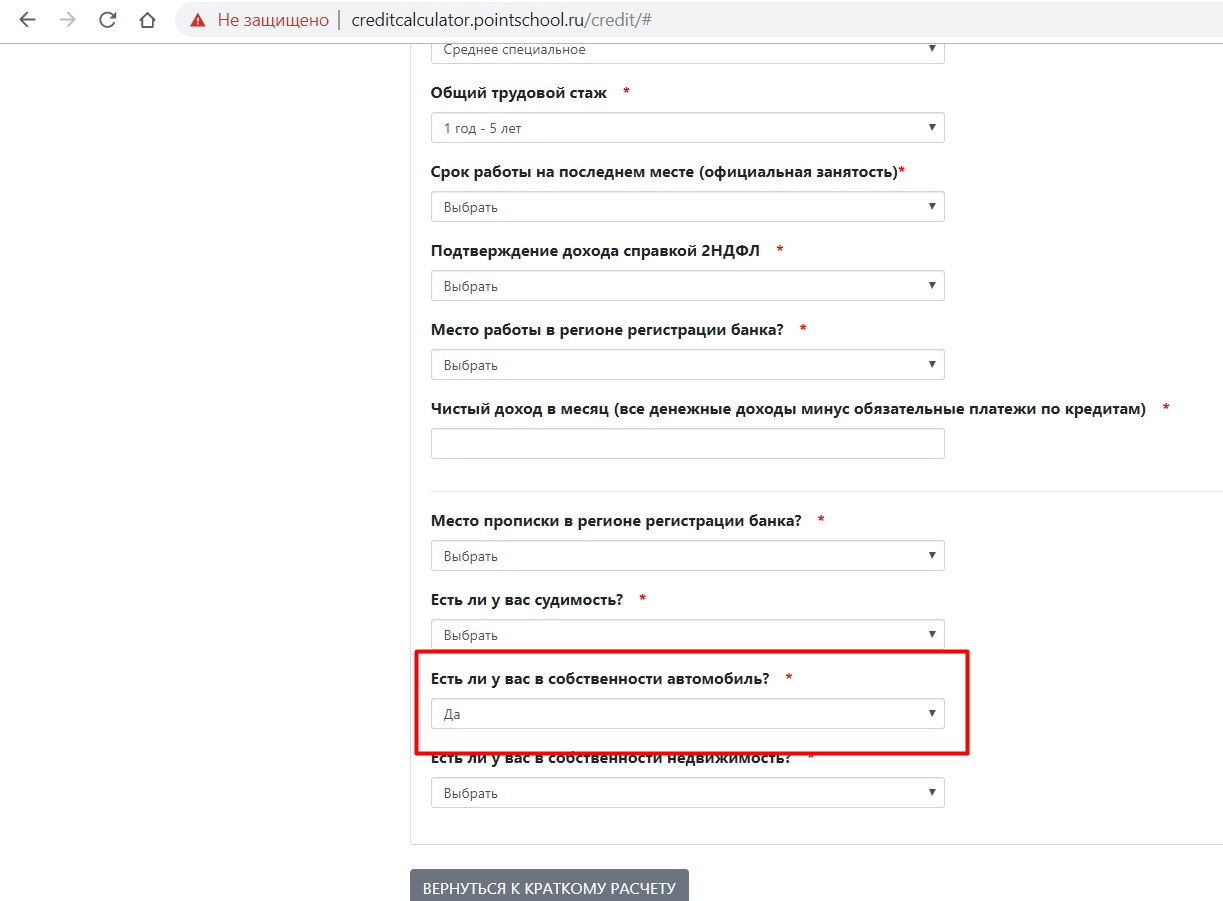 Не защищено creditcalculator.pointschool.ru/credit/#
Среднее специальное
Общий трудовой стаж *
1 год - 5 лет
Срок работы на последнем месте (официальная занятость)*
Выбрать
Подтверждение дохода справкой 2НДФЛ *
Выбрать
Место работы в регионе регистрации банка? *
Выбрать
Чистый доход в месяц (все денежные доходы минус обязательные платежи по кредитам) *
Место прописки в регионе регистрации банка? *
Выбрать
Есть ли у вас судимость? *
Выбрать
Есть ли у вас в собственности автомобиль? *
Да
Есть ли у вас в собственности недвижимость? *
Выбрать
ВЕРНУТЬСЯ К КРАТКОМУ РАСЧЕТУ